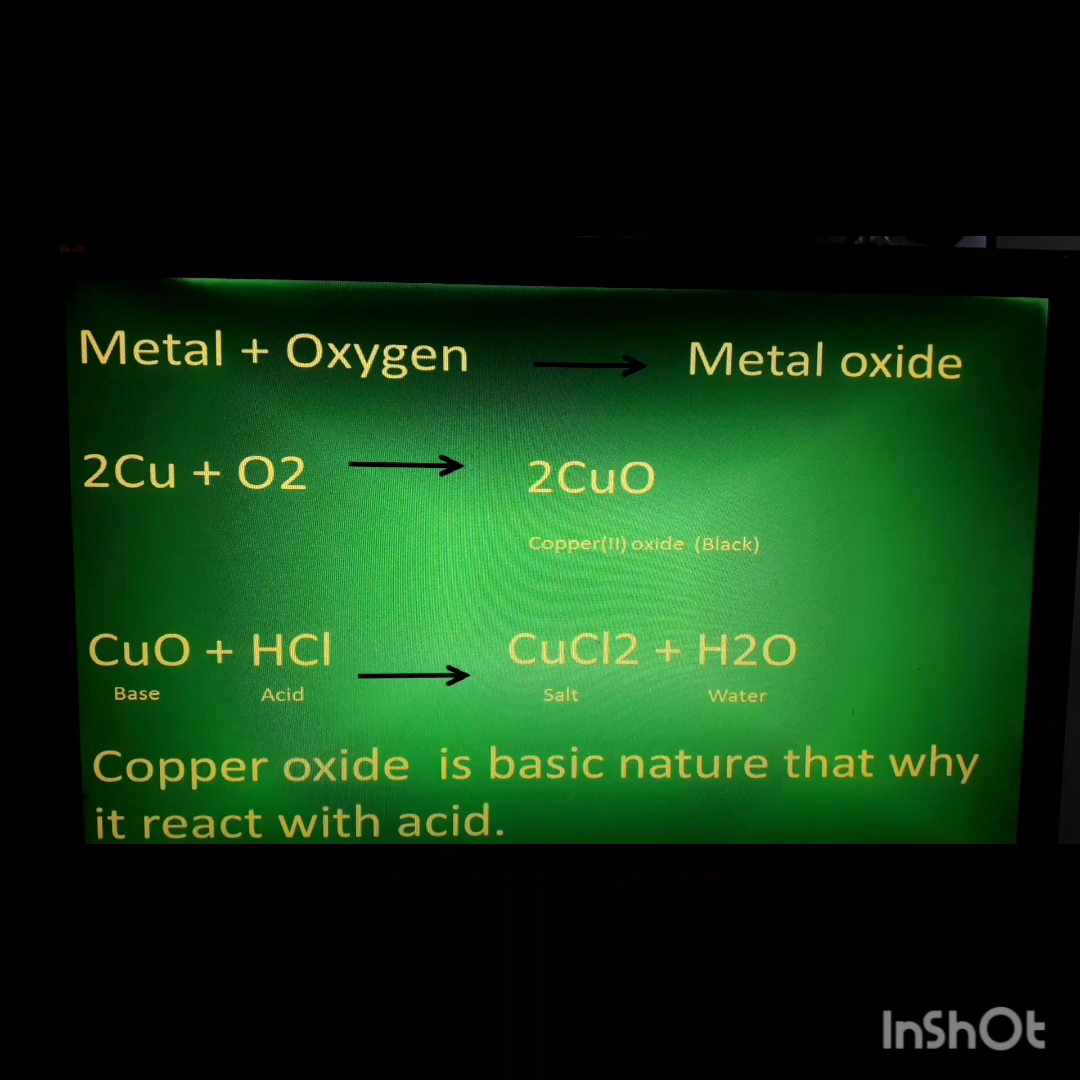 Metal + Oxygen → Metal oxide
2Cu + O2 → 2CuO
Copper(II) oxide (Black)
CuO + HCl → CuCl2 + H2O
Base Acid Salt Water
Copper oxide is basic nature that why
it react with acid.
InShOt